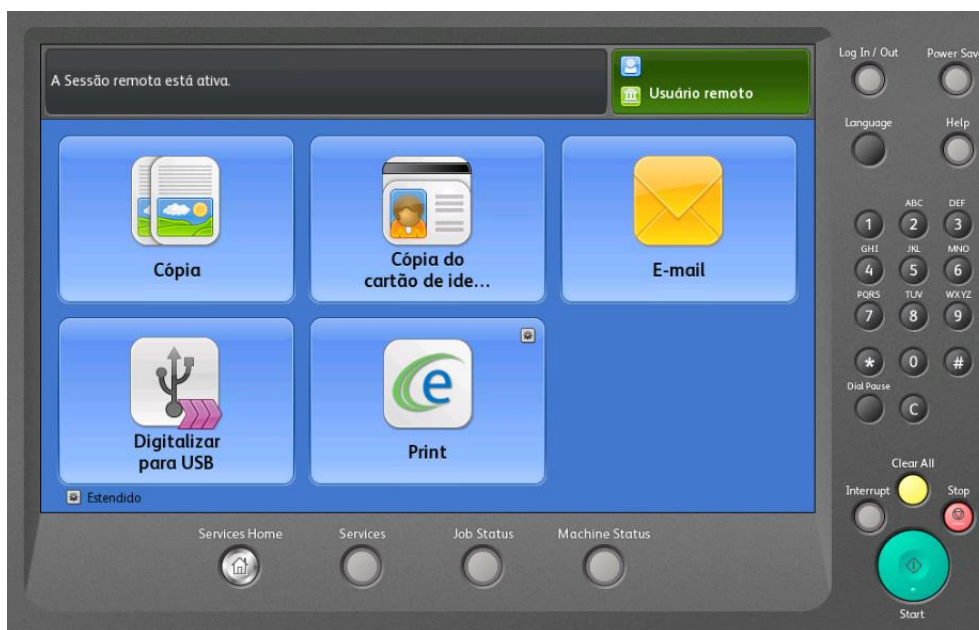 A Sessão remota está ativa.
Usuário remoto
Cópia
Cópia do
cartão de ide...
E-mail
Digitalizar
para USB
e
Print
Estendido
Services Home
Services
Job Status
Machine Status
Log In / Out
Power Sav
Language
Help
ABC
DEF
1
2
3
GHI
JKL
MNO
4
5
6
PQRS
TUV
WXYZ
7
8
9
*
0
#
Dial Pause
C
Clear All
Interrupt
Stop
Start